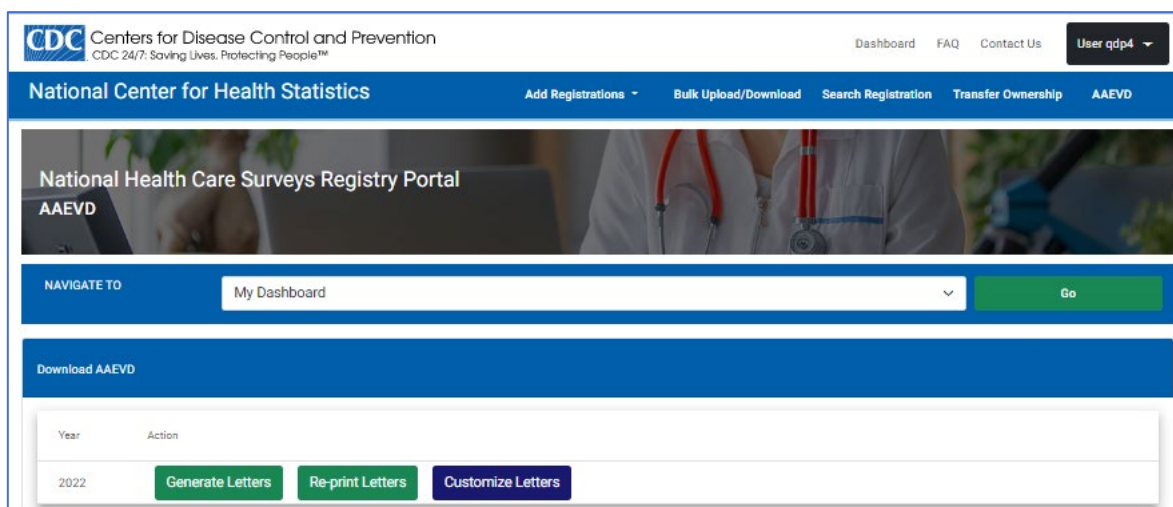 CDC Centers for Disease Control and Prevention
CDC 24/7: Saving Lives. Protecting People™
Dashboard FAQ Contact Us User qdp4
National Center for Health Statistics Add Registrations Bulk Upload/Download Search Registration Transfer Ownership AAEVD
National Health Care Surveys Registry Portal
AAEVD
NAVIGATE TO My Dashboard Go
Download AAEVD
Year Action
2022 Generate Letters Re-print Letters Customize Letters